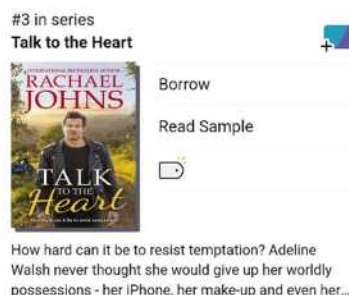 #3 in series
Talk to the Heart
INTERNATIONAL BESTSELLING AUTHOR
RACHAEL
JOHNS
TALK
TO THE
Heart
Borrow
Read Sample
How hard can it be to resist temptation? Adeline
Walsh never thought she would give up her worldly
possessions - her iPhone, her make-up and even her...